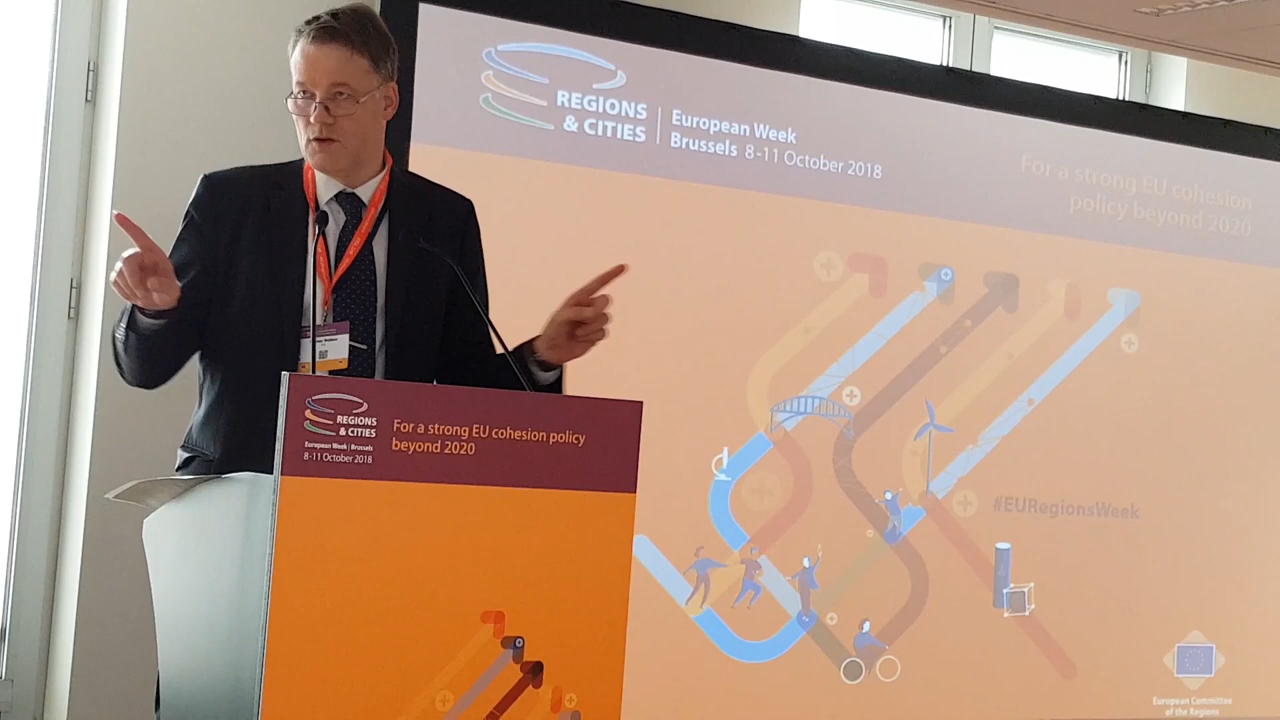 REGIONS
& CITIES
European Week
Brussels 8-11 October 2018
For a strong EU cohesion
policy beyond 2020
#EURegionsWeek
European Committee
of the Regions
REGIONS
& CITIES
European Week | Brussels
8-11 October 2018
For a strong EU cohesion policy
beyond 2020